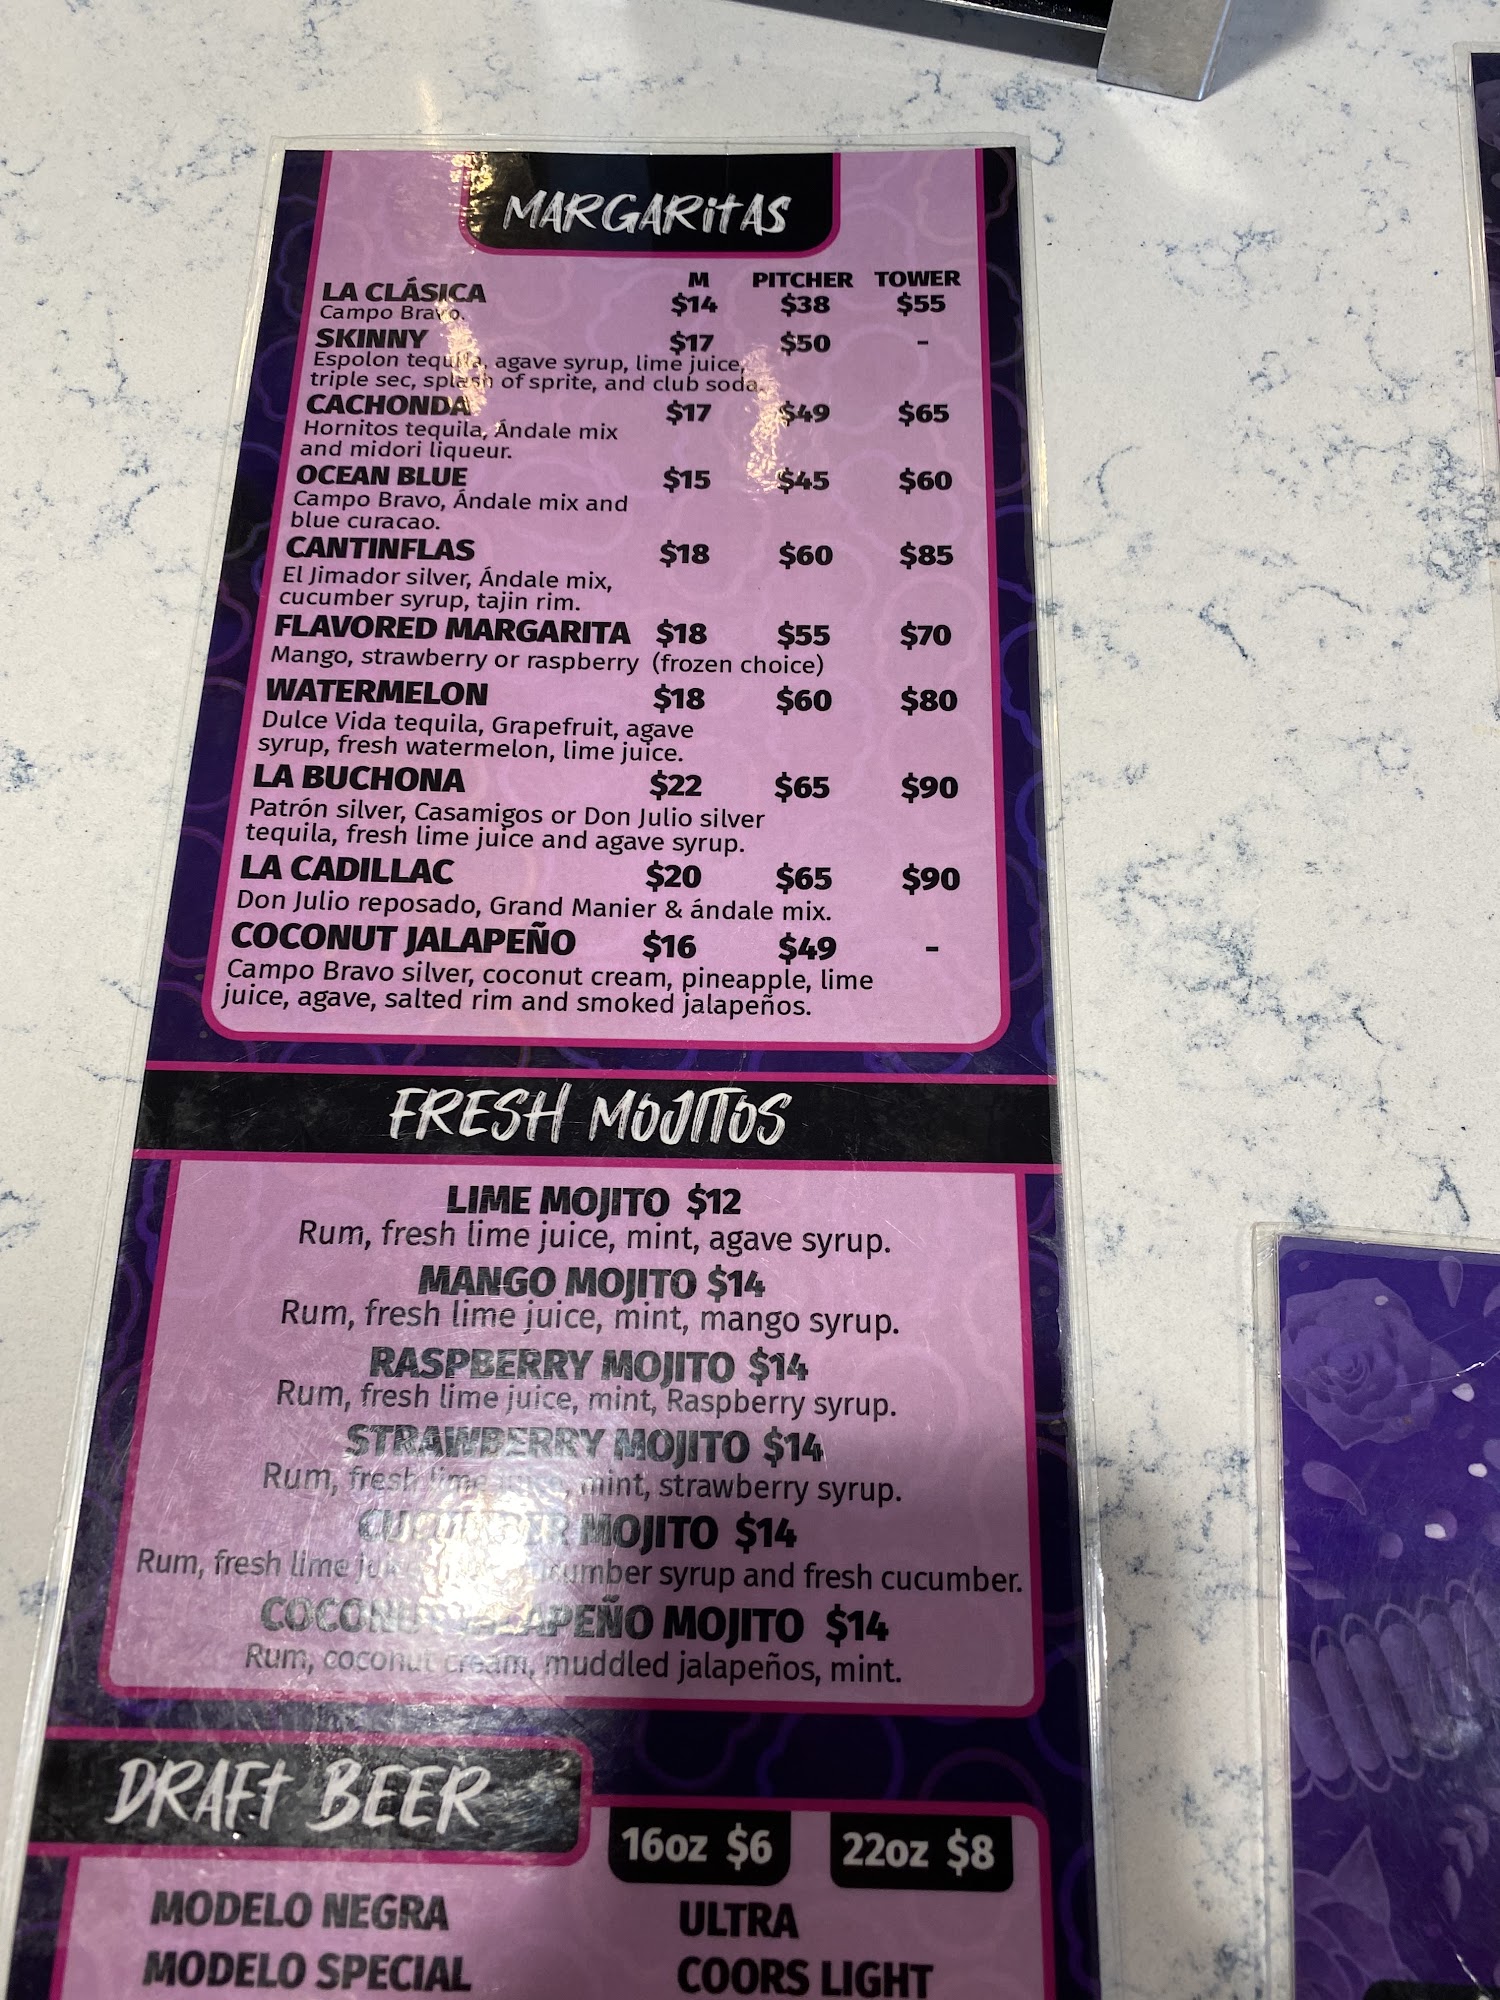 MARGARITAS
M PITCHER TOWER
LA CLÁSICA $14 $38 $55
Campo Bravo.
SKINNY $17 $50 -
Espolon tequila, agave syrup, lime juice,
triple sec, splash of sprite, and club soda.
CACHONDA $17 $49 $65
Hornitos tequila, Ándale mix
and midori liqueur.
OCEAN BLUE $15 $45 $60
Campo Bravo, Ándale mix and
blue curacao.
CANTINFLAS $18 $60 $85
El Jimador silver, Ándale mix,
cucumber syrup, tajin rim.
FLAVORED MARGARITA $18 $55 $70
Mango, strawberry or raspberry (frozen choice)
WATERMELON $18 $60 $80
Dulce Vida tequila, Grapefruit, agave
syrup, fresh watermelon, lime juice.
LA BUCHONA $22 $65 $90
Patrón silver, Casamigos or Don Julio silver
tequila, fresh lime juice and agave syrup.
LA CADILLAC $20 $65 $90
Don Julio reposado, Grand Manier & ándale mix.
COCONUT JALAPEÑO $16 $49 -
Campo Bravo silver, coconut cream, pineapple, lime
juice, agave, salted rim and smoked jalapeños.
FRESH MOJITOS
LIME MOJITO $12
Rum, fresh lime juice, mint, agave syrup.
MANGO MOJITO $14
Rum, fresh lime juice, mint, mango syrup.
RASPBERRY MOJITO $14
Rum, fresh lime juice, mint, Raspberry syrup.
STRAWBERRY MOJITO $14
Rum, fresh lime juice, mint, strawberry syrup.
CUCUMBER MOJITO $14
Rum, fresh lime juice, cucumber syrup and fresh cucumber.
COCONUT JALAPEÑO MOJITO $14
Rum, coconut cream, muddled jalapeños, mint.
DRAFT BEER
16oz $6 22oz $8
MODELO NEGRA ULTRA
MODELO SPECIAL COORS LIGHT